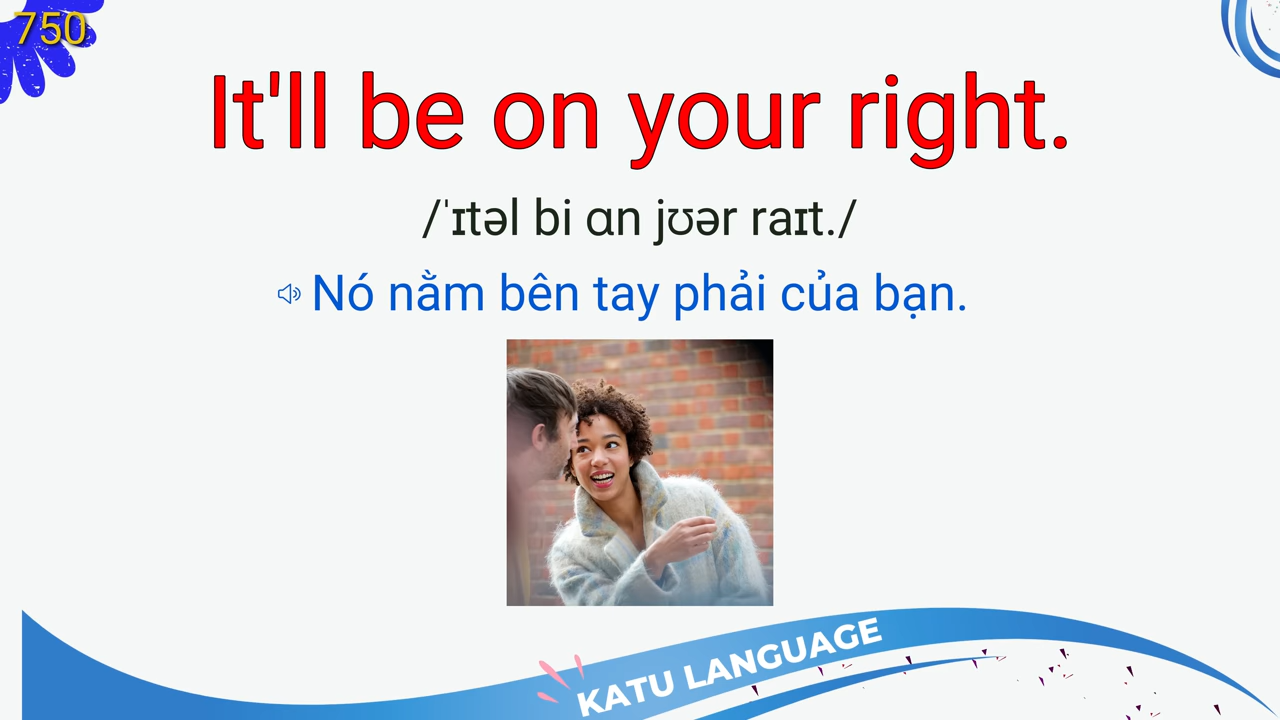 750
It'll be on your right.
/ˈɪtəl bi ɑn jʊər raɪt./
Nó nằm bên tay phải của bạn.
KATU LANGUAGE